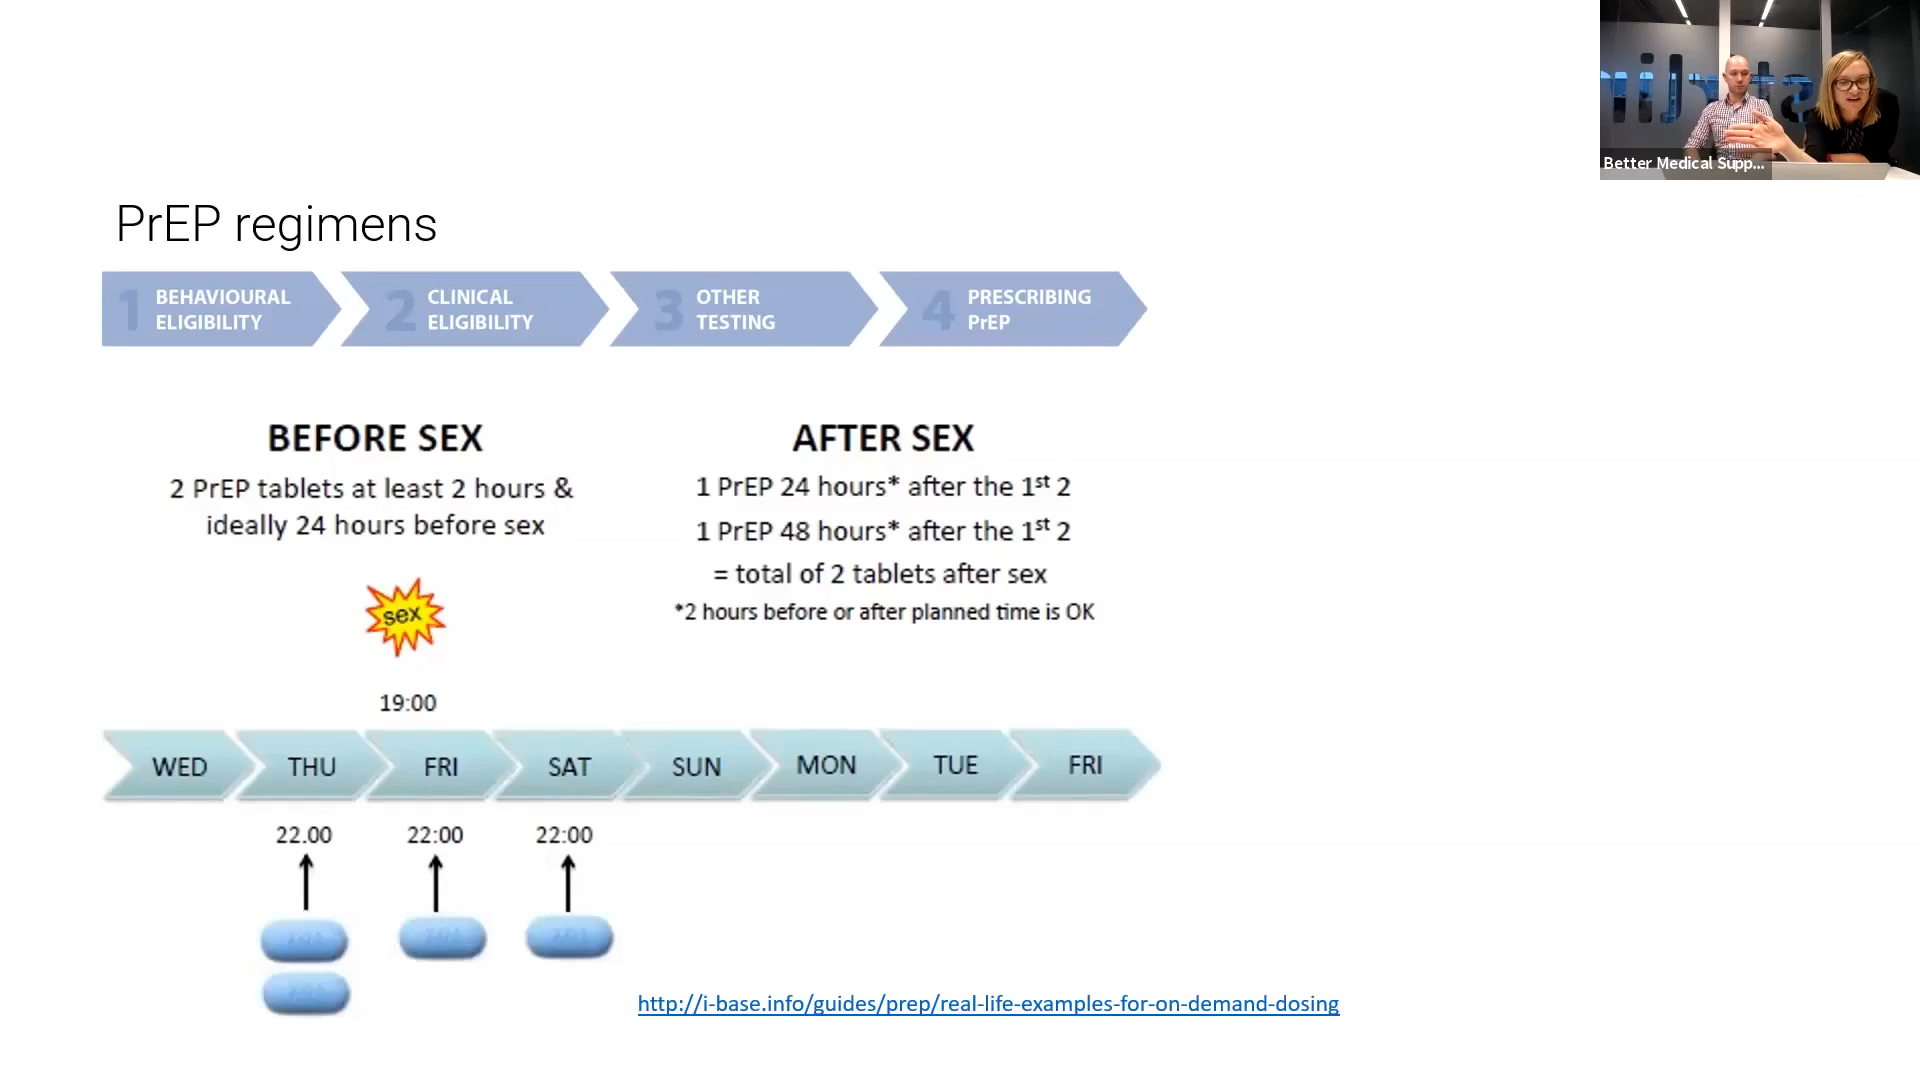 Better Medical Supp...
PrEP regimens
1 BEHAVIOURAL
ELIGIBILITY
2 CLINICAL
ELIGIBILITY
3 OTHER
TESTING
4 PRESCRIBING
PrEP
BEFORE SEX
2 PrEP tablets at least 2 hours &
ideally 24 hours before sex
AFTER SEX
1 PrEP 24 hours* after the 1st 2
1 PrEP 48 hours* after the 1st 2
= total of 2 tablets after sex
*2 hours before or after planned time is OK
sex
19:00
WED THU FRI SAT SUN MON TUE FRI
22.00 22:00 22:00
http://i-base.info/guides/prep/real-life-examples-for-on-demand-dosing